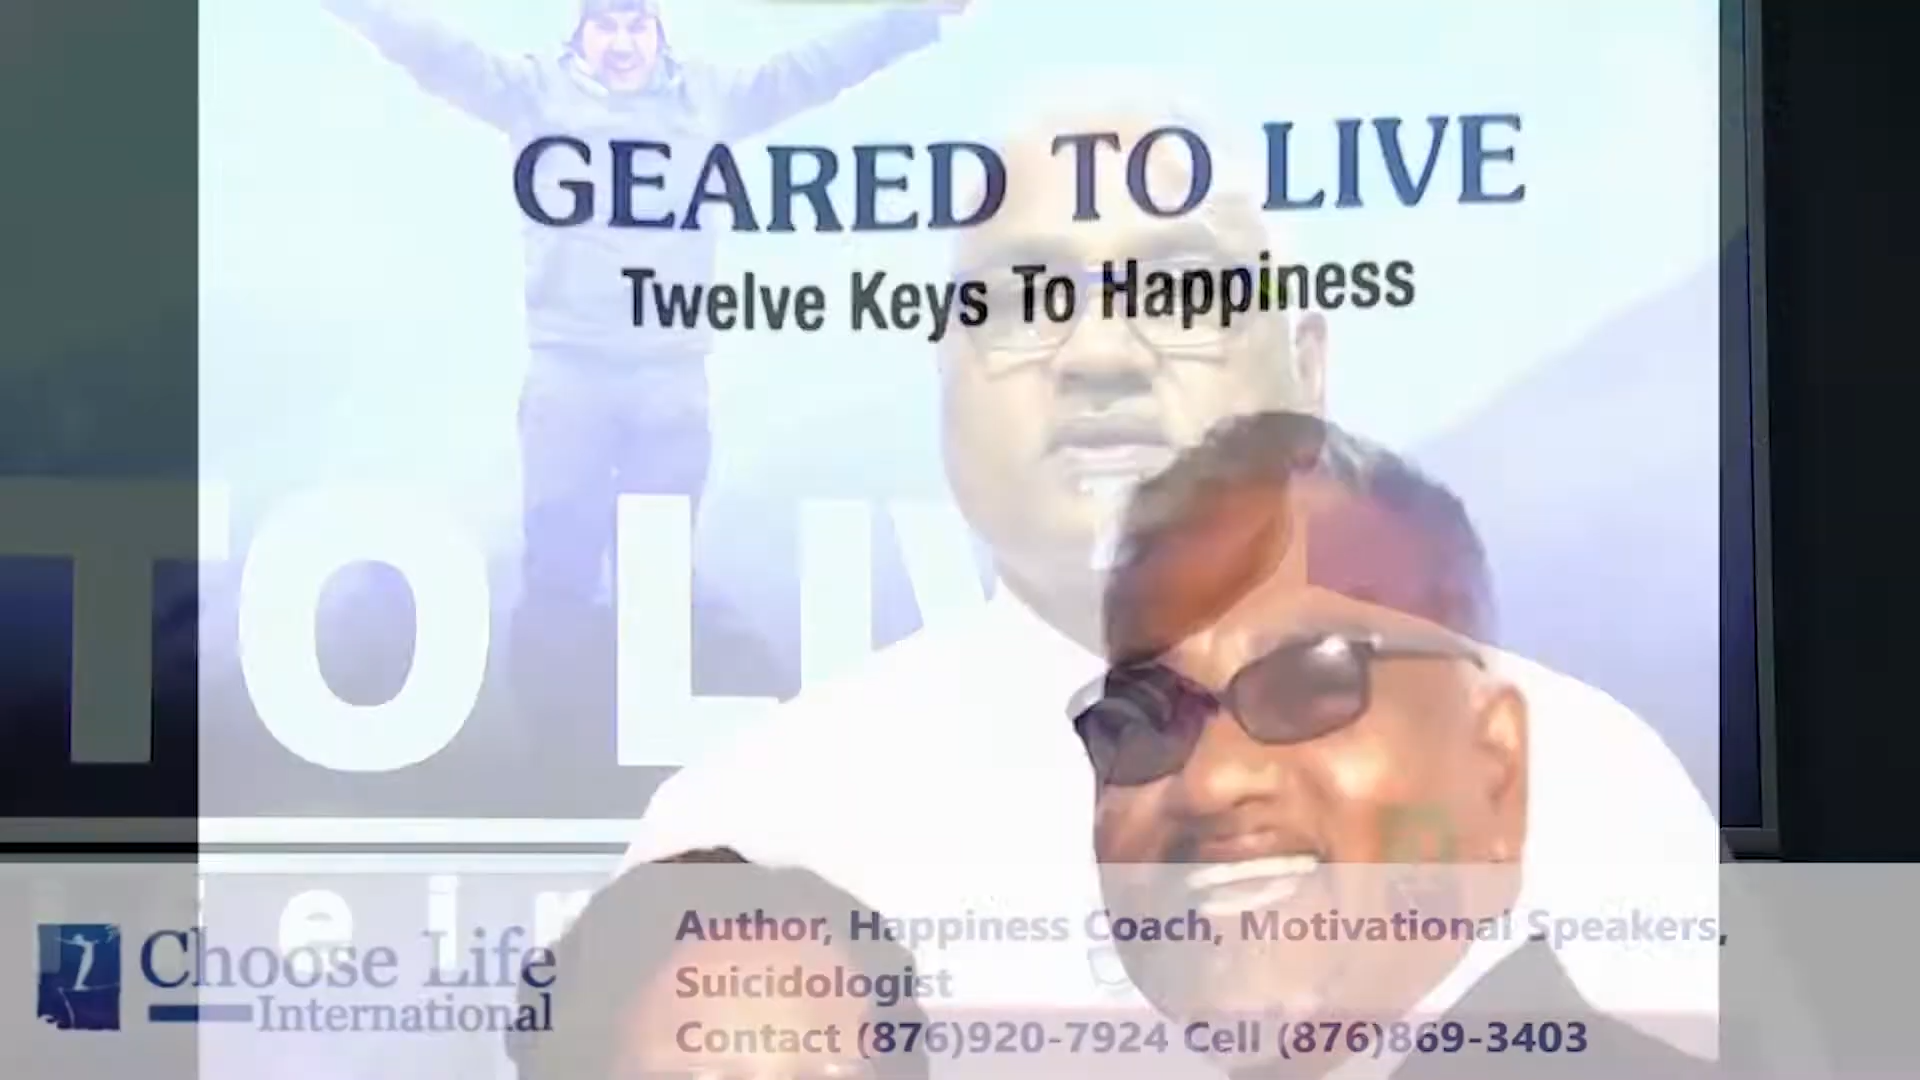 GEARED TO LIVE
Twelve Keys To Happiness
TO LIV
Choose Life
International
Author, Happiness Coach, Motivational Speakers,
Suicidologist
Contact (876)920-7924 Cell (876)869-3403